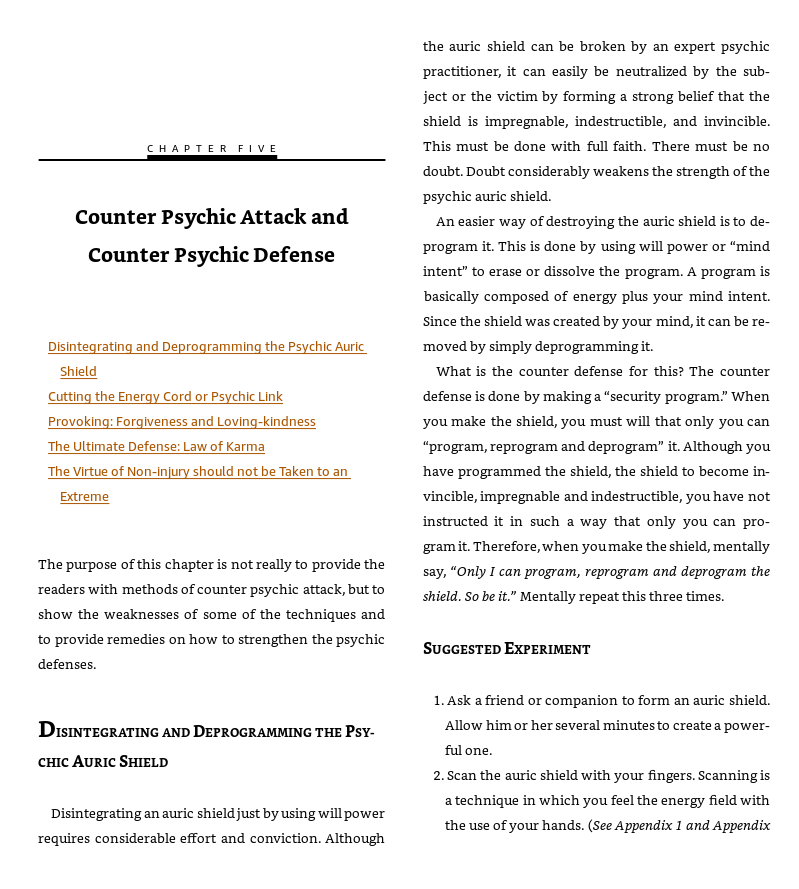 CHAPTER FIVE
Counter Psychic Attack and
Counter Psychic Defense
Disintegrating and Deprogramming the Psychic Auric
Shield
Cutting the Energy Cord or Psychic Link
Provoking: Forgiveness and Loving-kindness
The Ultimate Defense: Law of Karma
The Virtue of Non-injury should not be Taken to an
Extreme
The purpose of this chapter is not really to provide the
readers with methods of counter psychic attack, but to
show the weaknesses of some of the techniques and
to provide remedies on how to strengthen the psychic
defenses.
Disintegrating and Deprogramming the Psy-
chic Auric Shield
Disintegrating an auric shield just by using will power
requires considerable effort and conviction. Although
the auric shield can be broken by an expert psychic
practitioner, it can easily be neutralized by the sub-
ject or the victim by forming a strong belief that the
shield is impregnable, indestructible, and invincible.
This must be done with full faith. There must be no
doubt. Doubt considerably weakens the strength of the
psychic auric shield.
An easier way of destroying the auric shield is to de-
program it. This is done by using will power or “mind
intent” to erase or dissolve the program. A program is
basically composed of energy plus your mind intent.
Since the shield was created by your mind, it can be re-
moved by simply deprogramming it.
What is the counter defense for this? The counter
defense is done by making a “security program.” When
you make the shield, you must will that only you can
“program, reprogram and deprogram” it. Although you
have programmed the shield, the shield to become in-
vincible, impregnable and indestructible, you have not
instructed it in such a way that only you can pro-
gram it. Therefore, when you make the shield, mentally
say, “Only I can program, reprogram and deprogram the
shield. So be it.” Mentally repeat this three times.
Suggested Experiment
1. Ask a friend or companion to form an auric shield.
Allow him or her several minutes to create a power-
ful one.
2. Scan the auric shield with your fingers. Scanning is
a technique in which you feel the energy field with
the use of your hands. (See Appendix 1 and Appendix